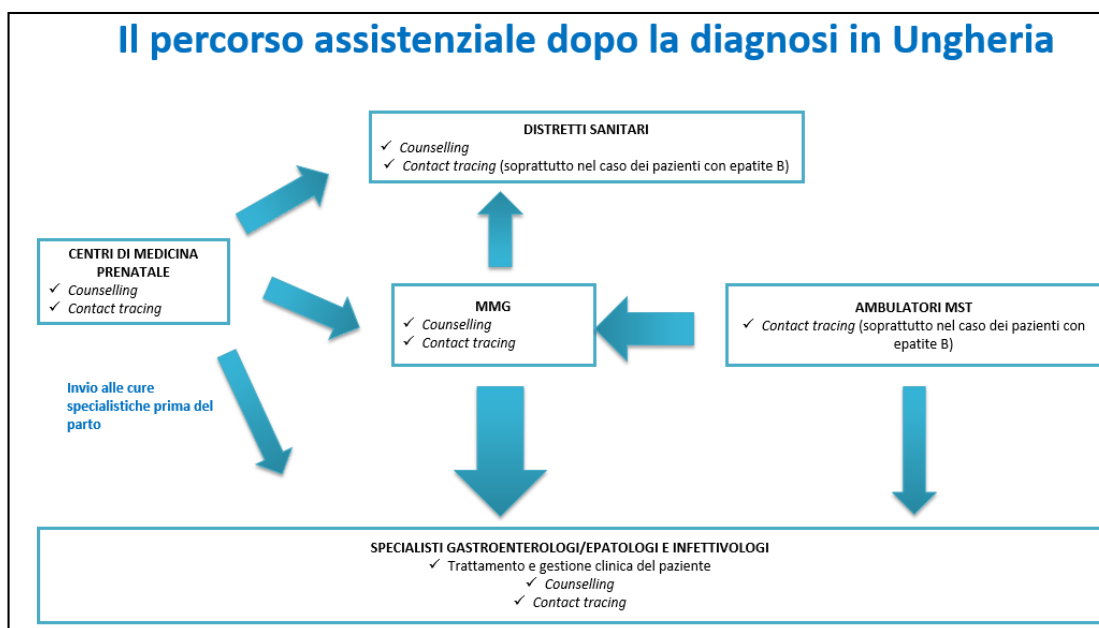 Il percorso assistenziale dopo la diagnosi in Ungheria
DISTRETTI SANITARI
✓ Counselling
✓ Contact tracing (soprattutto nel caso dei pazienti con epatite B)
CENTRI DI MEDICINA
PRENATALE
✓ Counselling
✓ Contact tracing
MMG
✓ Counselling
✓ Contact tracing
AMBULATORI MST
✓ Contact tracing (soprattutto nel caso dei pazienti con
epatite B)
Invio alle cure
specialistiche prima del
parto
SPECIALISTI GASTROENTEROLOGI/EPATOLOGI E INFETTIVOLOGI
✓ Trattamento e gestione clinica del paziente
✓ Counselling
✓ Contact tracing